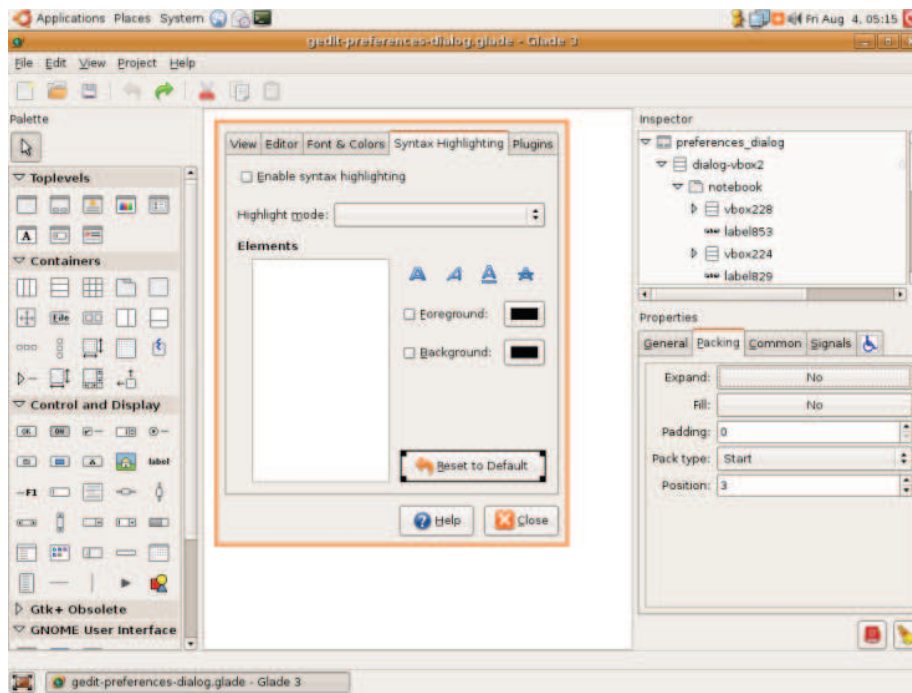 Applications Places System
Fri Aug 4, 05:15
gedit-preferences-dialog.glade - Glade 3
File Edit View Project Help
Palette
Toplevels
A
Containers
File
Control and Display
OK
ON
A
label
F1
Gtk+ Obsolete
GNOME User Interface
View Editor Font & Colors Syntax Highlighting Plugins
Enable syntax highlighting
Highlight mode:
Elements
A A A
Foreground:
Background:
Reset to Default
Help Close
Inspector
preferences_dialog
dialog-vbox2
notebook
vbox228
label853
vbox224
label829
Properties
General Packing Common Signals
Expand: No
Fill: No
Padding: 0
Pack type: Start
Position: 3
gedit-preferences-dialog.glade - Glade 3